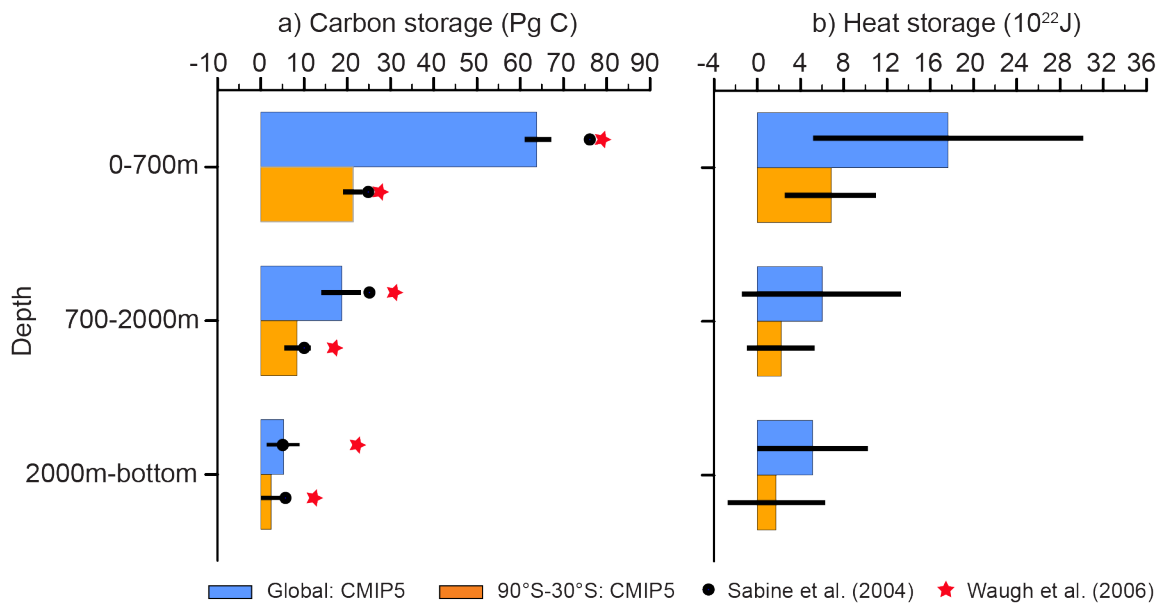 a) Carbon storage (Pg C)
b) Heat storage (10²²J)
-10 0 10 20 30 40 50 60 70 80 90
-4 0 4 8 12 16 20 24 28 32 36
Depth
0-700m
700-2000m
2000m-bottom
Global: CMIP5 90°S-30°S: CMIP5 Sabine et al. (2004) Waugh et al. (2006)